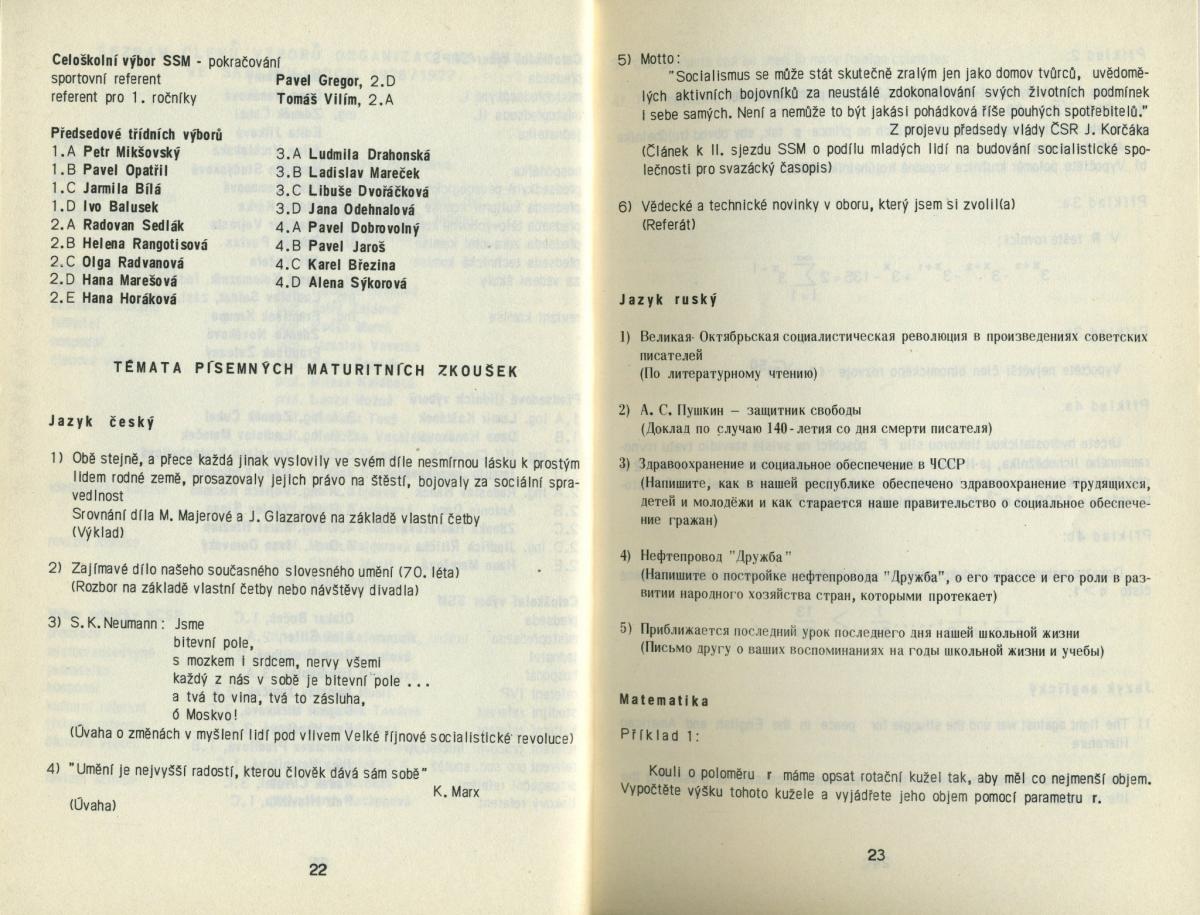 Celoškolní výbor SSM - pokračování
sportovní referent Pavel Gregor, 2.D
referent pro 1. ročníky Tomáš Vilím, 2.A
Předsedové třídních výborů
1.A Petr Mikšovský
1.B Pavel Opatřil
1.C Jarmila Bílá
1.D Ivo Balusek
2.A Radovan Sedlák
2.B Helena Rangotisová
2.C Olga Radvanová
2.D Hana Marešová
2.E Hana Horáková
3.A Ludmila Drahonská
3.B Ladislav Mareček
3.C Libuše Dvořáčková
3.D Jana Odehnalová
4.A Pavel Dobrovolný
4.B Pavel Jaroš
4.C Karel Březina
4.D Alena Sýkorová
TÉMATA PÍSEMNÝCH MATURITNÍCH ZKOUŠEK
Jazyk český
1) Obě stejně, a přece každá jinak vyslovily ve svém díle nesmírnou lásku k prostým
lidem rodné země, prosazovaly jejich právo na štěstí, bojovaly za sociální spra-
vedlnost
Srovnání díla M. Majerové a J. Glazarové na základě vlastní četby
(Výklad)
2) Zajímavé dílo našeho současného slovesného umění (70. léta)
(Rozbor na základě vlastní četby nebo návštěvy divadla)
3) S.K.Neumann: Jsme
bitevní pole,
s mozkem i srdcem, nervy všemi
každý z nás v sobě je bitevní pole ...
a tvá to vina, tvá to zásluha,
ó Moskvo!
(Úvaha o změnách v myšlení lidí pod vlivem Velké říjnové socialistické revoluce)
4) "Umění je nejvyšší radostí, kterou člověk dává sám sobě"
K. Marx
(Úvaha)
22
5) Motto:
"Socialismus se může stát skutečně zralým jen jako domov tvůrců, uvědomě-
lých aktivních bojovníků za neustálé zdokonalování svých životních podmínek
i sebe samých. Není a nemůže to být jakási pohádková říše pouhých spotřebitelů."
Z projevu předsedy vlády ČSR J. Korčáka
(Článek k II. sjezdu SSM o podílu mladých lidí na budování socialistické spo-
lečnosti pro svazácký časopis)
6) Vědecké a technické novinky v oboru, který jsem si zvolil(a)
(Referát)
Jazyk ruský
1) Великая· Октябрьская социалистическая революция в произведениях советских
писателей
(По литературному чтению)
2) А. С. Пушкин – защитник свободы
(Доклад по случаю 140-летия со дня смерти писателя)
3) Здравоохранение и социальное обеспечение в ЧССР
(Напишите, как в нашей республике обеспечено здравоохранение трудящихся,
детей и молодёжи и как старается наше правительство о социальное обеспече-
ние гражан)
4) Нефтепровод "Дружба"
(Напишите о постройке нефтепровода "Дружба", о его трассе и его роли в раз-
витии народного хозяйства стран, которыми протекает)
5) Приближается последний урок последнего дня нашей школьной жизни
(Письмо другу о ваших воспоминаниях на годы школьной жизни и учебы)
Matematika
Příklad 1:
Kouli o poloměru r máme opsat rotační kužel tak, aby měl co nejmenší objem.
Vypočtěte výšku tohoto kužele a vyjádřete jeho objem pomocí parametru r.
23